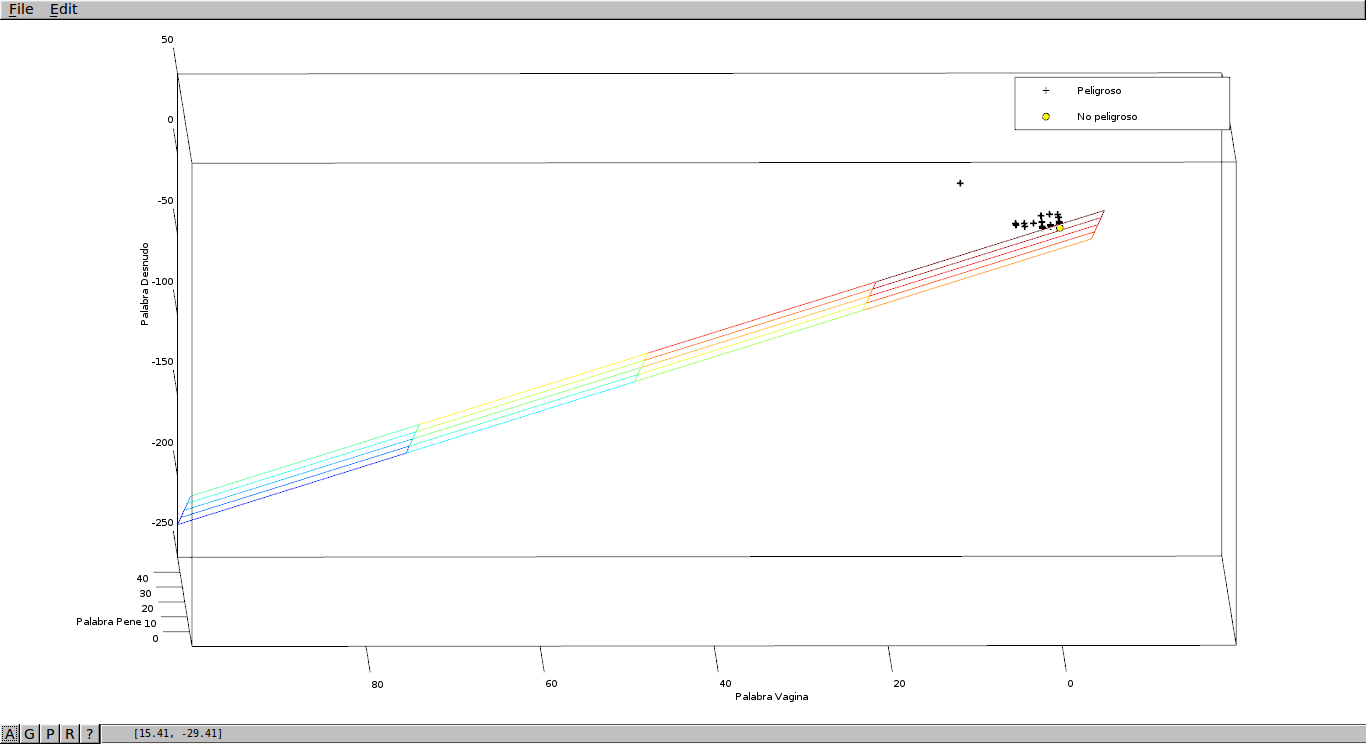 File Edit
50
0
-50
-100
-150
-200
-250
Palabra Desnudo
Peligroso
No peligroso
40
30
20
10
0
Palabra Pene
80
60
40
20
0
Palabra Vagina
A G P R ? [15.41, -29.41]